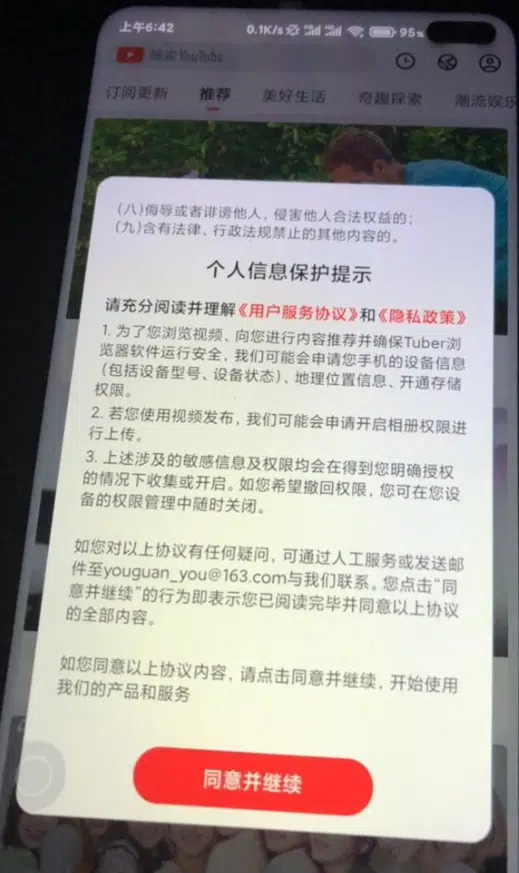 上午6:42
0.1K/s
95%
搜索YouTube
订阅更新 推荐 美好生活 奇趣探索 潮流娱乐
(八)侮辱或者诽谤他人，侵害他人合法权益的；
(九)含有法律、行政法规禁止的其他内容的。
个人信息保护提示
请充分阅读并理解《用户服务协议》和《隐私政策》
1. 为了您浏览视频、向您进行内容推荐并确保Tuber浏
览器软件运行安全，我们可能会申请您手机的设备信息
(包括设备型号、设备状态)、地理位置信息、开通存储
权限。
2. 若您使用视频发布，我们可能会申请开启相册权限进
行上传。
3. 上述涉及的敏感信息及权限均会在得到您明确授权
的情况下收集或开启。如您希望撤回权限，您可在您设
备的权限管理中随时关闭。
如您对以上协议有任何疑问，可通过人工服务或发送邮
件至youguan_you@163.com与我们联系。您点击“同
意并继续”的行为即表示您已阅读完毕并同意以上协议
的全部内容。
如您同意以上协议内容，请点击同意并继续，开始使用
我们的产品和服务
同意并继续